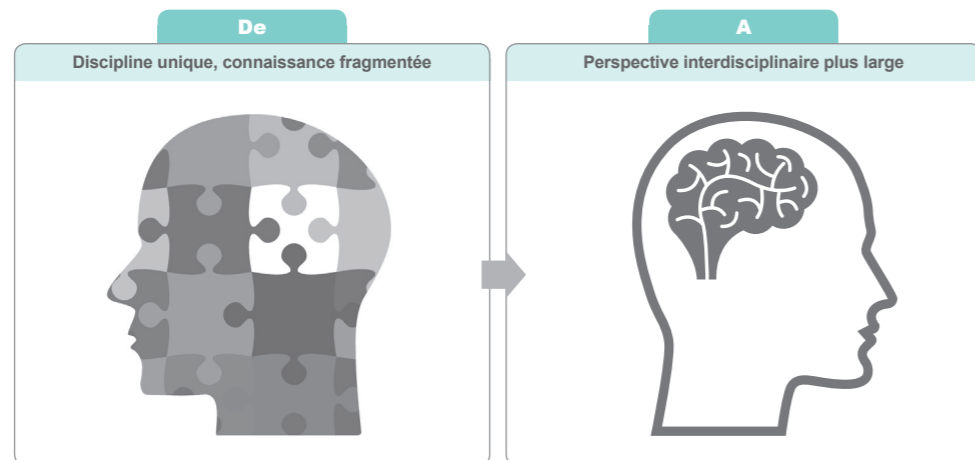 De
Discipline unique, connaissance fragmentée
A
Perspective interdisciplinaire plus large